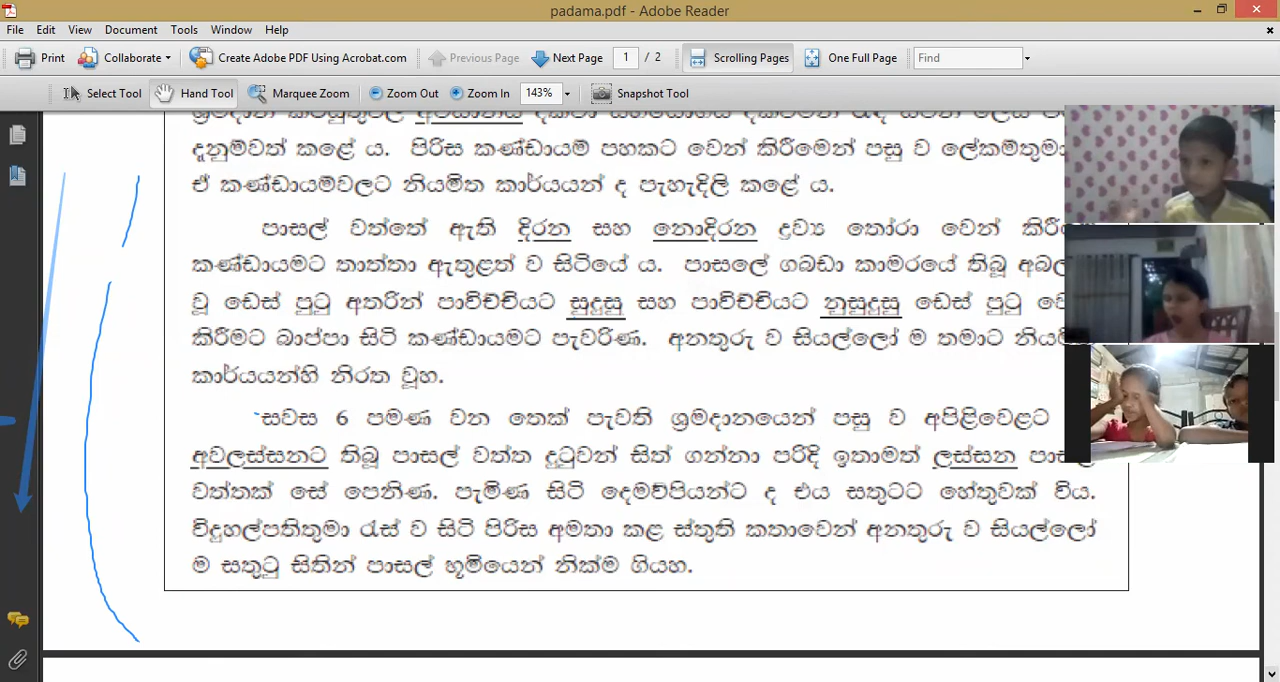 padama.pdf - Adobe Reader
File Edit View Document Tools Window Help
Print Collaborate Create Adobe PDF Using Acrobat.com Previous Page Next Page 1 / 2 Scrolling Pages One Full Page Find
Select Tool Hand Tool Marquee Zoom Zoom Out Zoom In 143% Snapshot Tool
දැනුම්වත් කළේ ය. පිරිස කණ්ඩායම් පහකට වෙන් කිරීමෙන් පසු ව ලේකම්තුමා
ඒ කණ්ඩායම්වලට නියමිත කාර්යයන් ද පැහැදිලි කළේ ය.
පාසල් වත්තේ ඇති දිරන සහ නොදිරන ද්‍රව්‍ය තෝරා වෙන්
කණ්ඩායමට තාත්තා ඇතුළත් ව සිටියේ ය. පාසලේ ගබඩා කාමරයේ තිබූ
වූ ඩෙස් පුටු අතරින් පාවිච්චියට සුදුසු සහ පාවිච්චියට නුසුදුසු ඩෙස් පුටු
කිරීමට බාප්පා සිටි කණ්ඩායමට පැවරිණ. අනතුරු ව සියල්ලෝ ම තමාට
කාර්යයන්හි නිරත වූහ.
සවස 6 පමණ වන තෙක් පැවති ශ්‍රමදානයෙන් පසු ව අපිළිවෙළට
අවලස්සනට තිබූ පාසල් වත්ත දුටුවන් සිත් ගන්නා පරිදි ඉතාමත් ලස්සන
වත්තක් සේ පෙනිණ. පැමිණ සිටි දෙමව්පියන්ට ද එය සතුටට හේතුවක් විය.
විදුහල්පතිතුමා රැස් ව සිටි පිරිස අමතා කළ ස්තුති කතාවෙන් අනතුරු ව සියල්ලෝ
ම සතුටු සිතින් පාසල් භූමියෙන් නික්ම ගියහ.